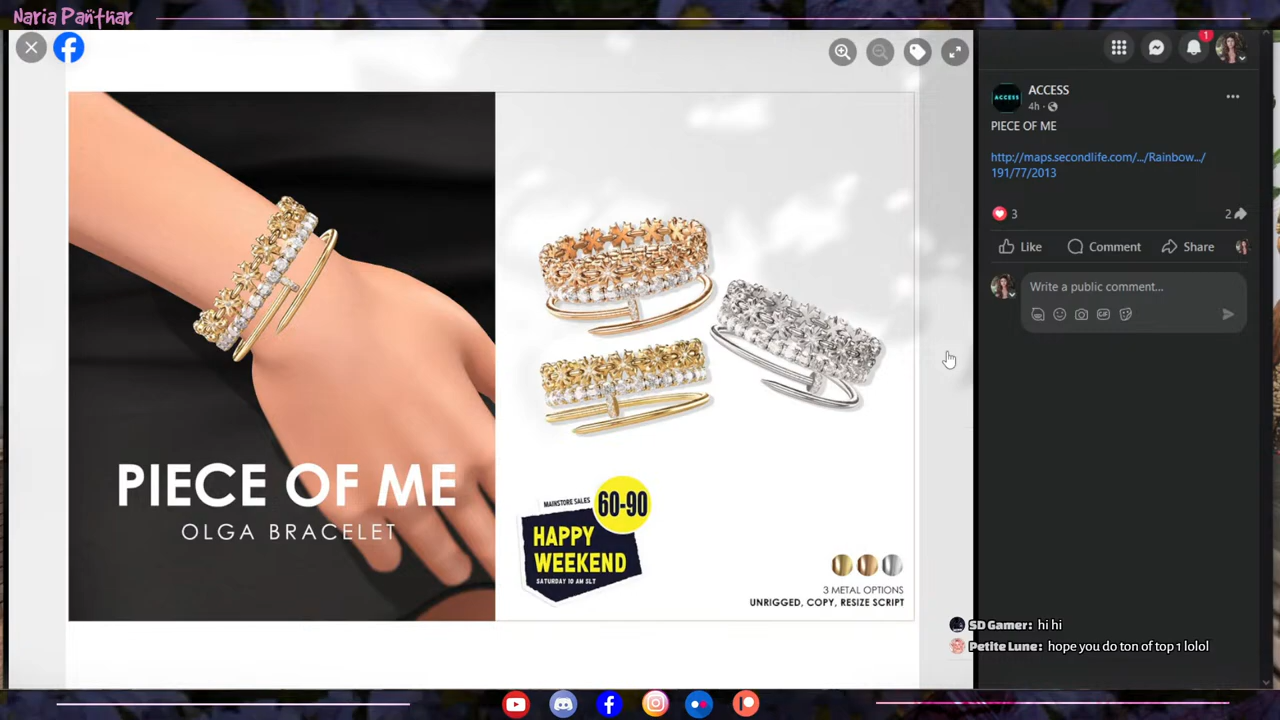 Naria Panthar
1
ACCESS
ACCESS
4h
PIECE OF ME
http://maps.secondlife.com/.../Rainbow.../
191/77/2013
3
2
Like
Comment
Share
Write a public comment...
GIF
PIECE OF ME
OLGA BRACELET
MAINSTORE SALES
60-90
HAPPY
WEEKEND
SATURDAY 10 AM SLT
3 METAL OPTIONS
UNRIGGED, COPY, RESIZE SCRIPT
SD Gamer: hi hi
Petite Lune: hope you do ton of top 1 lolol